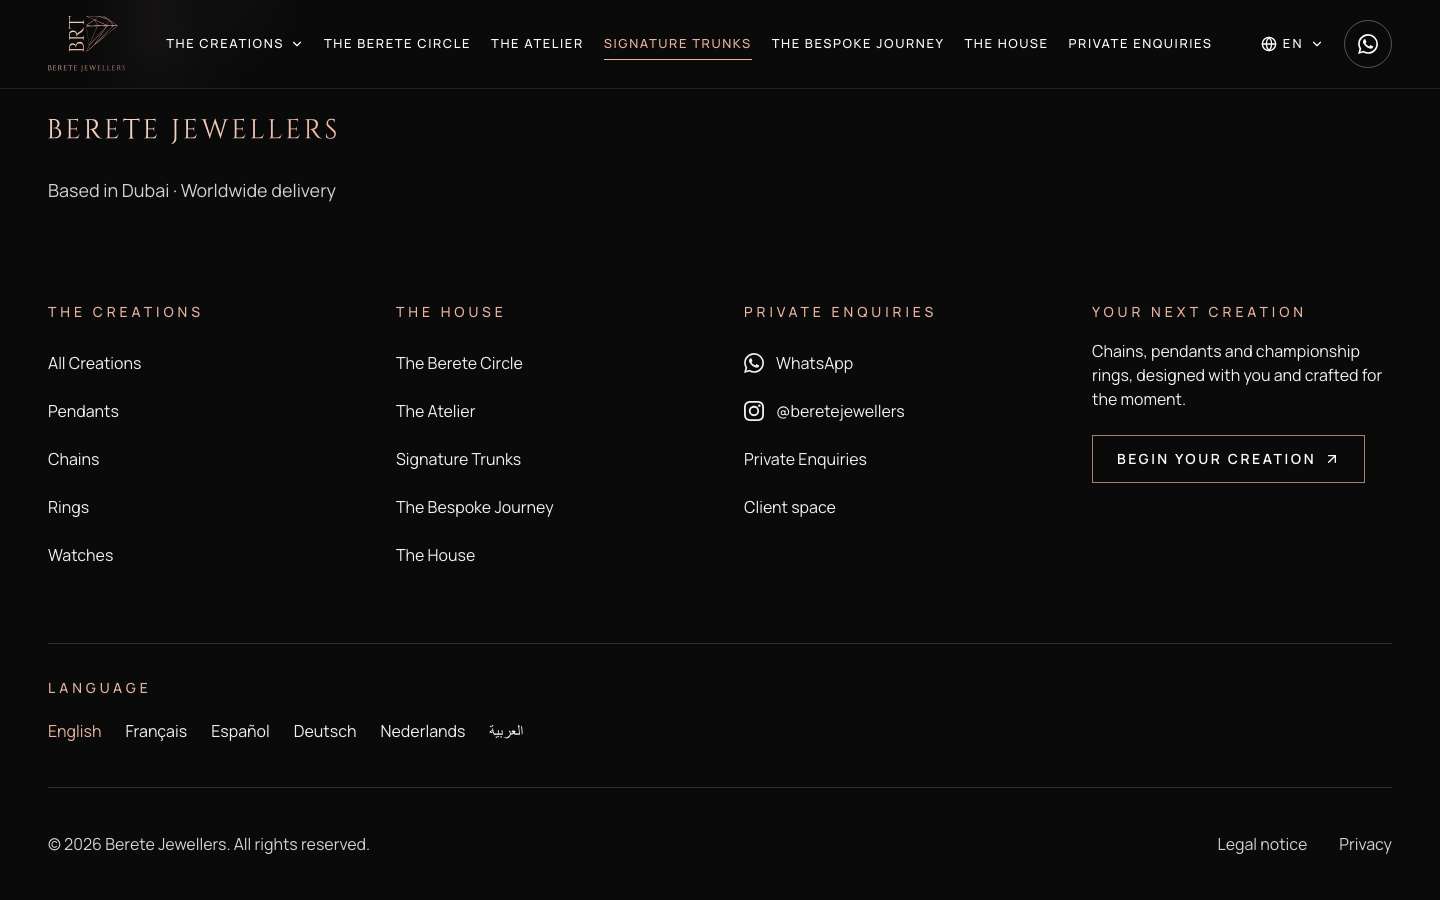 BRT
BERETE JEWELLERS
THE CREATIONS
THE BERETE CIRCLE
THE ATELIER
SIGNATURE TRUNKS
THE BESPOKE JOURNEY
THE HOUSE
PRIVATE ENQUIRIES
EN
BERETE JEWELLERS
Based in Dubai · Worldwide delivery
THE CREATIONS
All Creations
Pendants
Chains
Rings
Watches
THE HOUSE
The Berete Circle
The Atelier
Signature Trunks
The Bespoke Journey
The House
PRIVATE ENQUIRIES
WhatsApp
@beretejewellers
Private Enquiries
Client space
YOUR NEXT CREATION
Chains, pendants and championship
rings, designed with you and crafted for
the moment.
BEGIN YOUR CREATION
LANGUAGE
English
Français
Español
Deutsch
Nederlands
العربية
© 2026 Berete Jewellers. All rights reserved.
Legal notice
Privacy